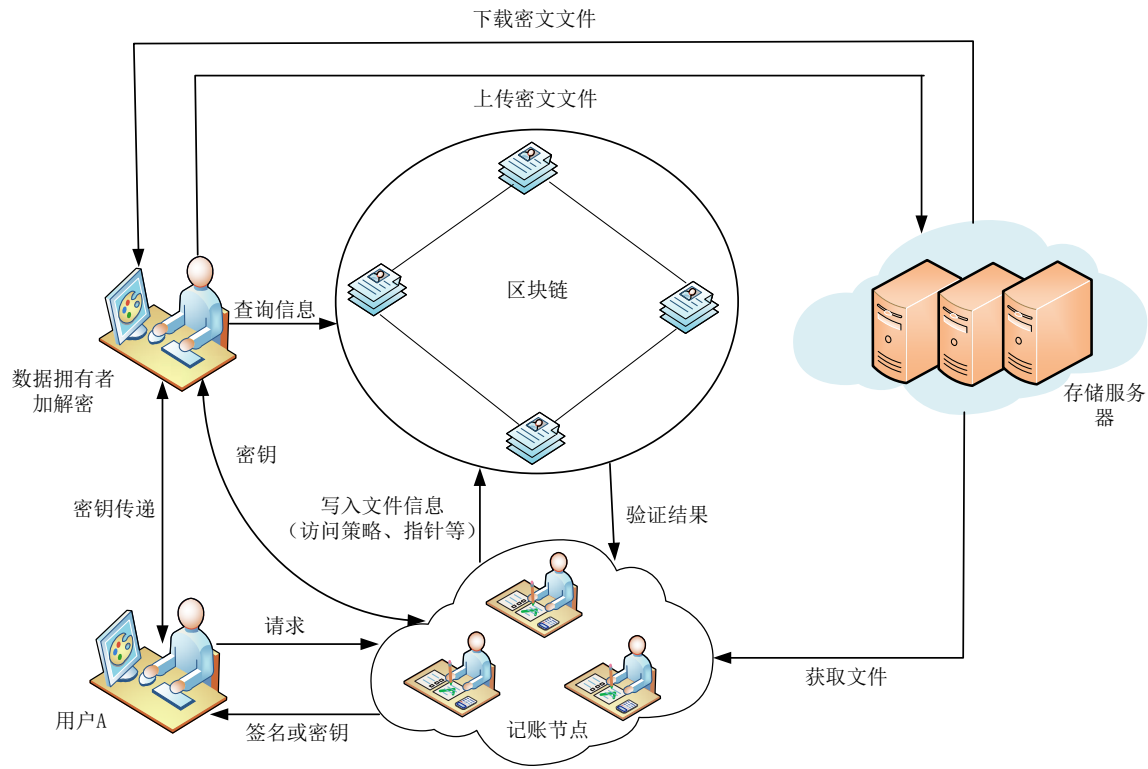 下载密文文件
上传密文文件
区块链
查询信息
数据拥有者
加解密
存储服务
器
密钥
密钥传递
写入文件信息
（访问策略、指针等）
验证结果
请求
获取文件
用户A
签名或密钥
记账节点